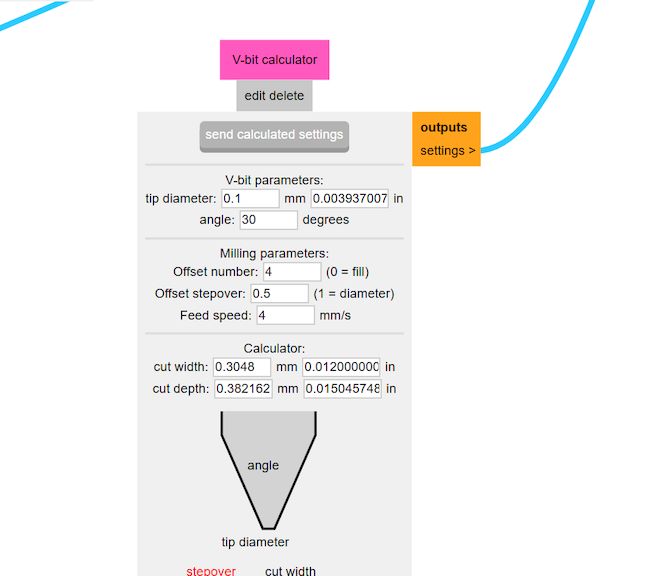 V-bit calculator
edit delete
send calculated settings
outputs
settings >
V-bit parameters:
tip diameter: 0.1 mm 0.003937007 in
angle: 30 degrees
Milling parameters:
Offset number: 4 (0 = fill)
Offset stepover: 0.5 (1 = diameter)
Feed speed: 4 mm/s
Calculator:
cut width: 0.3048 mm 0.012000000 in
cut depth: 0.382162 mm 0.015045748 in
angle
tip diameter
stepover cut width